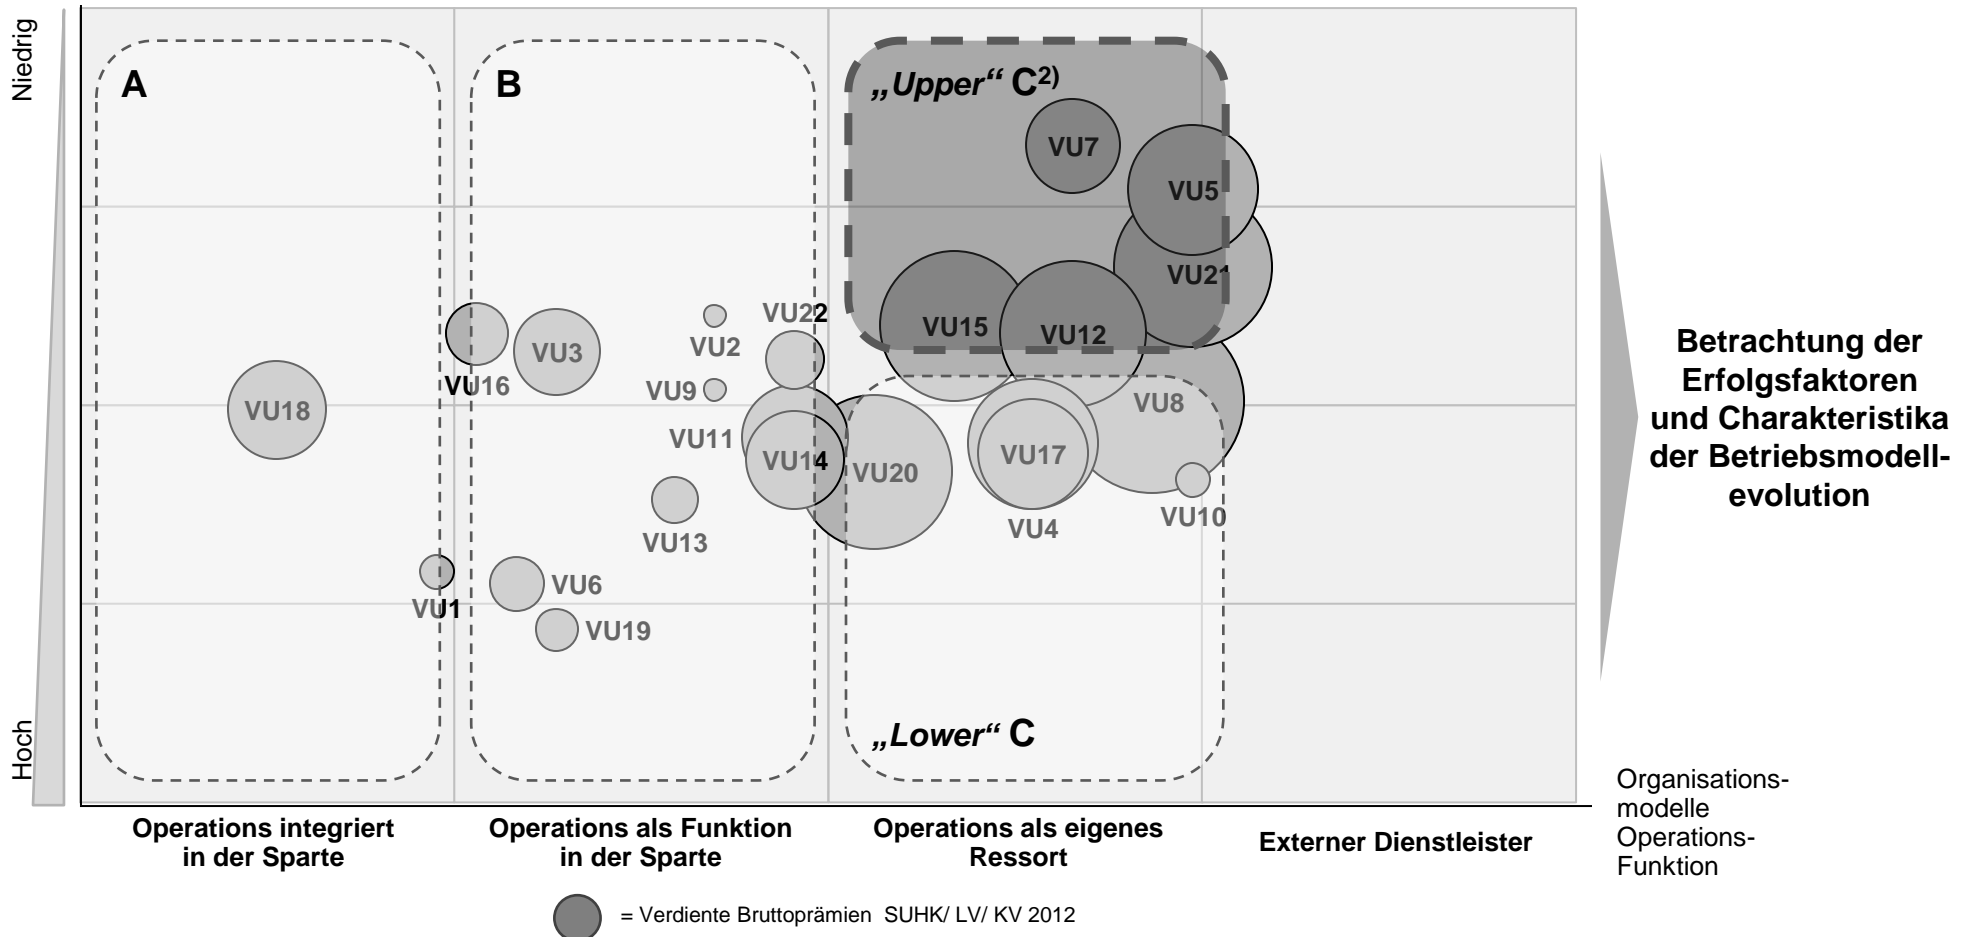 Niedrig
Hoch
A
B
„Upper“ C2)
VU7
VU5
VU21
VU15
VU12
VU22
VU2
VU3
VU16
VU9
VU8
VU18
VU11
VU14
VU20
VU17
VU10
VU4
VU13
VU6
VU1
VU19
„Lower“ C
Operations integriert
in der Sparte
Operations als Funktion
in der Sparte
Operations als eigenes
Ressort
Externer Dienstleister
Organisations-
modelle
Operations-
Funktion
Betrachtung der
Erfolgsfaktoren
und Charakteristika
der Betriebsmodell-
evolution
= Verdiente Bruttoprämien SUHK/ LV/ KV 2012